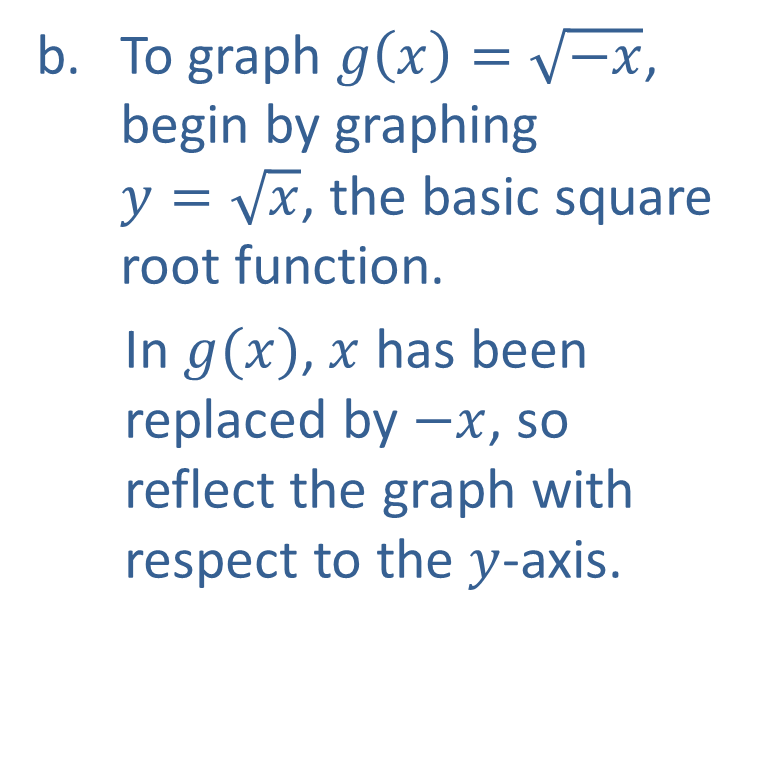 b. To graph g(x) = √−x,
begin by graphing
y = √x, the basic square
root function.
In g(x), x has been
replaced by −x, so
reflect the graph with
respect to the y-axis.